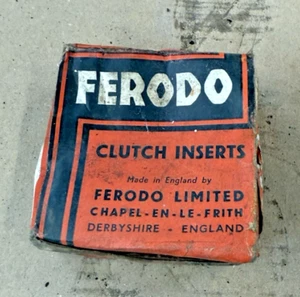 FERODO
CLUTCH INSERTS
Made in England by
FERODO LIMITED
CHAPEL-EN-LE-FRITH
DERBYSHIRE - ENGLAND